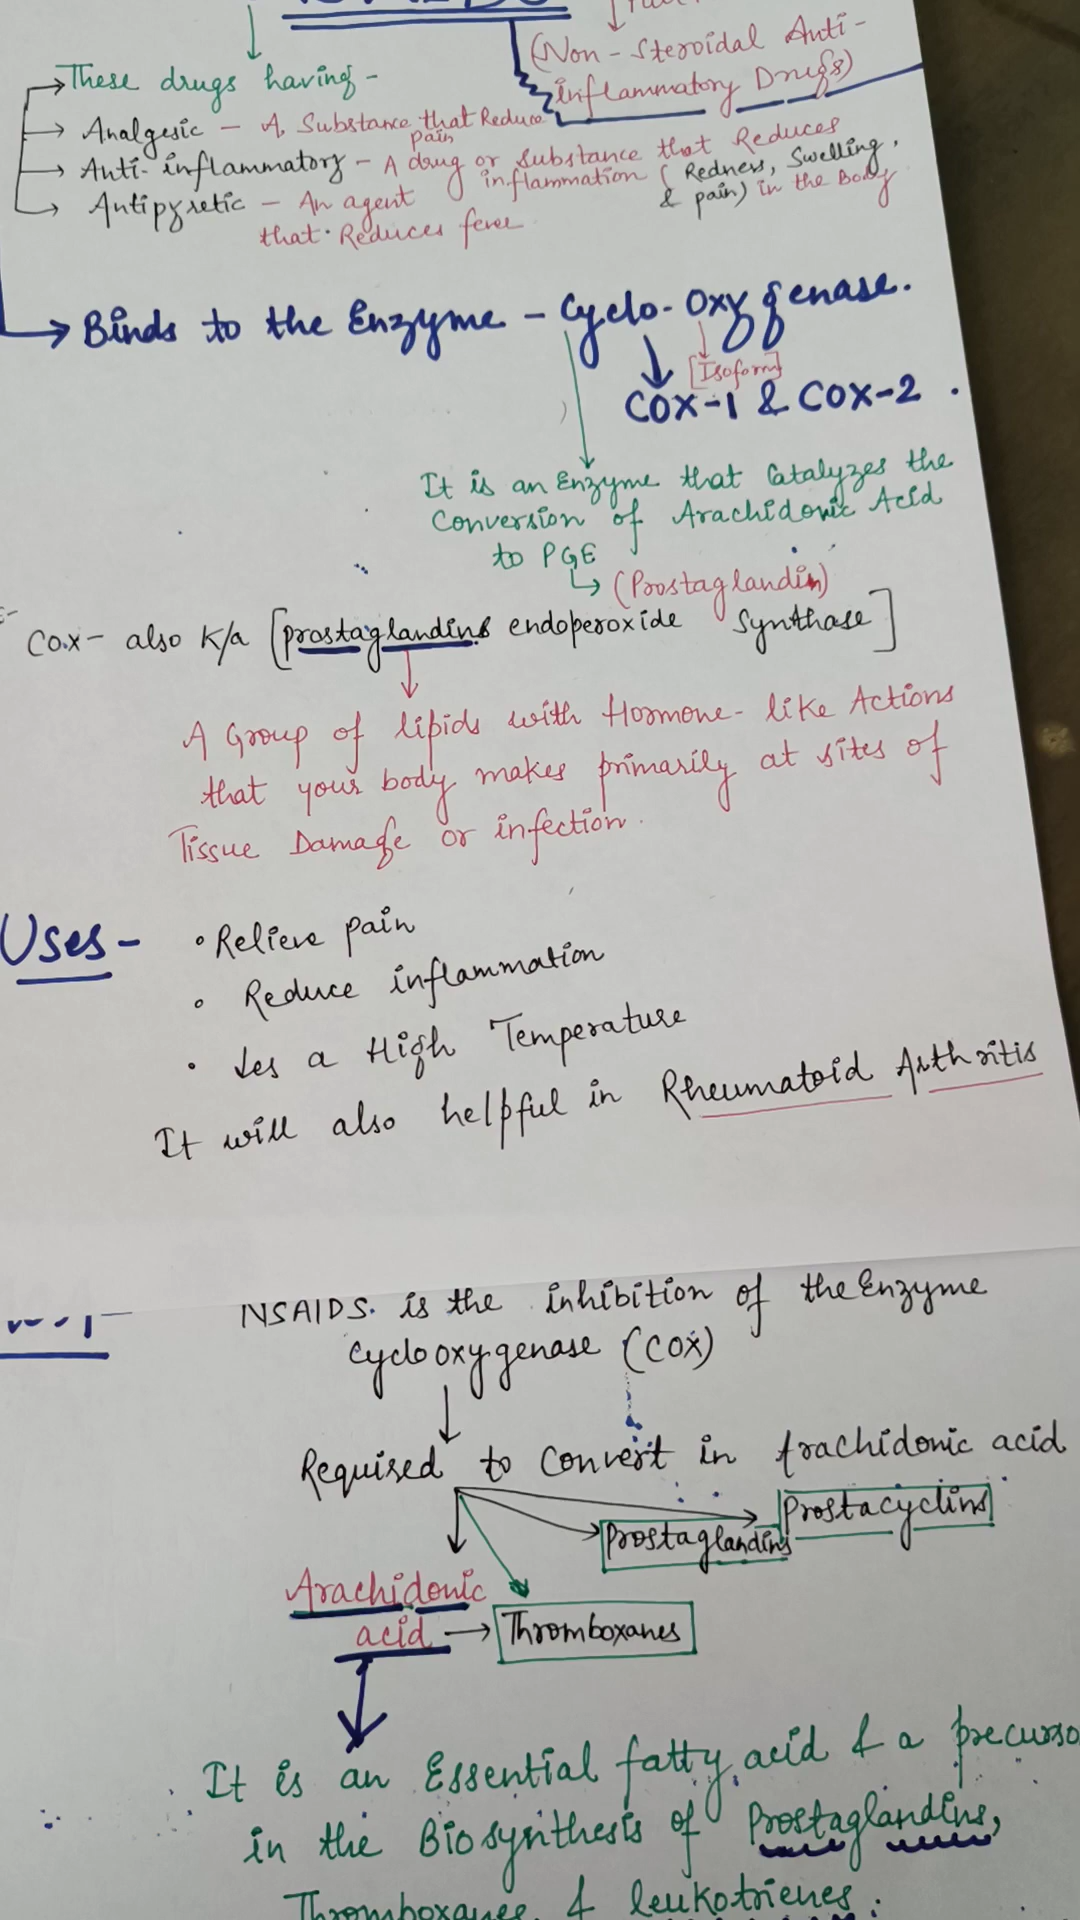 (Non-Steroidal Anti-
inflammatory Drugs)
These drugs having -
Analgesic - A Substance that Reduce
pain
Anti-inflammatory - A drug or substance that Reduces
inflammation (Redness, Swelling,
& pain) in the Body
Antipyretic - An agent
that Reduces fever
Binds to the Enzyme - Cyclo-Oxygenase.
[Isoform]
COX-1 & COX-2.
It is an Enzyme that Catalyzes the
Conversion of Arachidonic Acid
to PGE
(Prostaglandin)
Cox- also K/a [prostaglandins endoperoxide Synthase]
A Group of lipids with Hormone-like Actions
that your body makes primarily at sites of
Tissue Damage or infection.
Uses -
• Relieve pain
• Reduce inflammation
• ↓es a High Temperature
It will also helpful in Rheumatoid Arthritis
NSAIDS. is the inhibition of the Enzyme
Cyclooxygenase (COX)
Required to Convert in Arachidonic acid
Prostacyclins
Prostaglandins
Arachidonic
acid → Thromboxanes
It is an Essential fatty acid & a precurso
in the Biosynthesis of Prostaglandins,
Thromboxanes & leukotrienes.